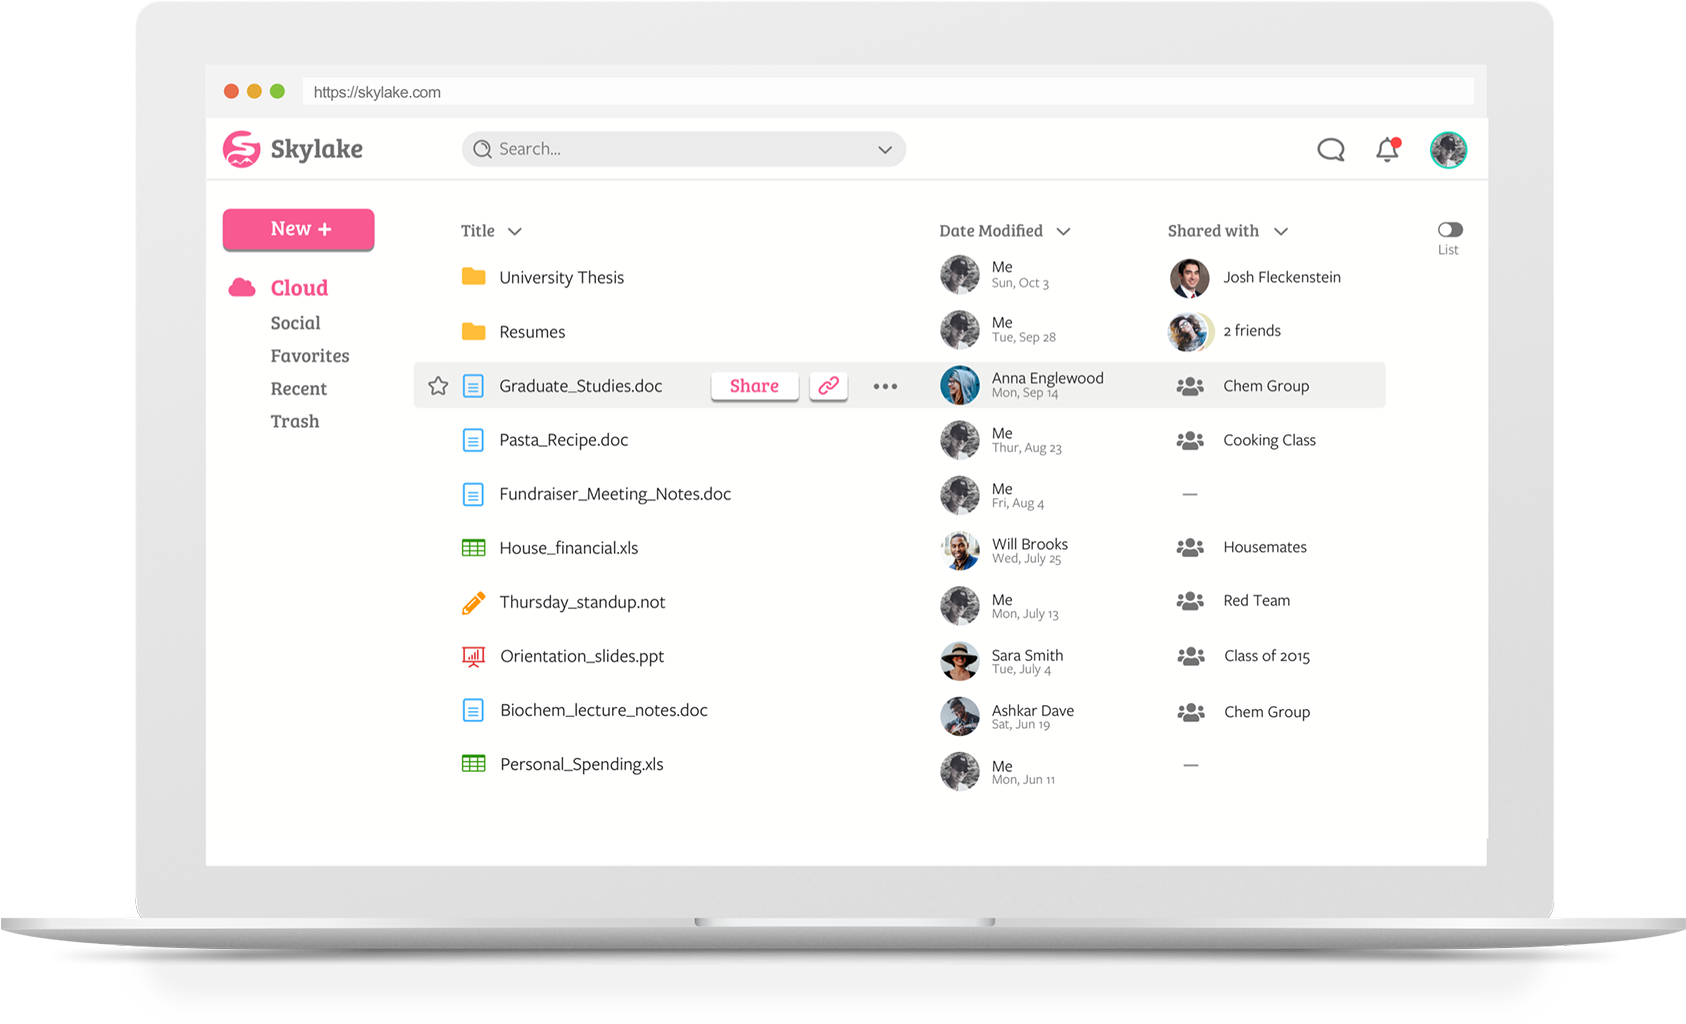 https://skylake.com
Skylake
Search...
New +
Cloud
Social
Favorites
Recent
Trash
Title
Date Modified
Shared with
List
University Thesis
Me
Sun, Oct 3
Josh Fleckenstein
Resumes
Me
Tue, Sep 28
2 friends
Graduate_Studies.doc
Share
Anna Englewood
Mon, Sep 14
Chem Group
Pasta_Recipe.doc
Me
Thur, Aug 23
Cooking Class
Fundraiser_Meeting_Notes.doc
Me
Fri, Aug 4
—
House_financial.xls
Will Brooks
Wed, July 25
Housemates
Thursday_standup.not
Me
Mon, July 13
Red Team
Orientation_slides.ppt
Sara Smith
Tue, July 4
Class of 2015
Biochem_lecture_notes.doc
Ashkar Dave
Sat, Jun 19
Chem Group
Personal_Spending.xls
Me
Mon, Jun 11
—